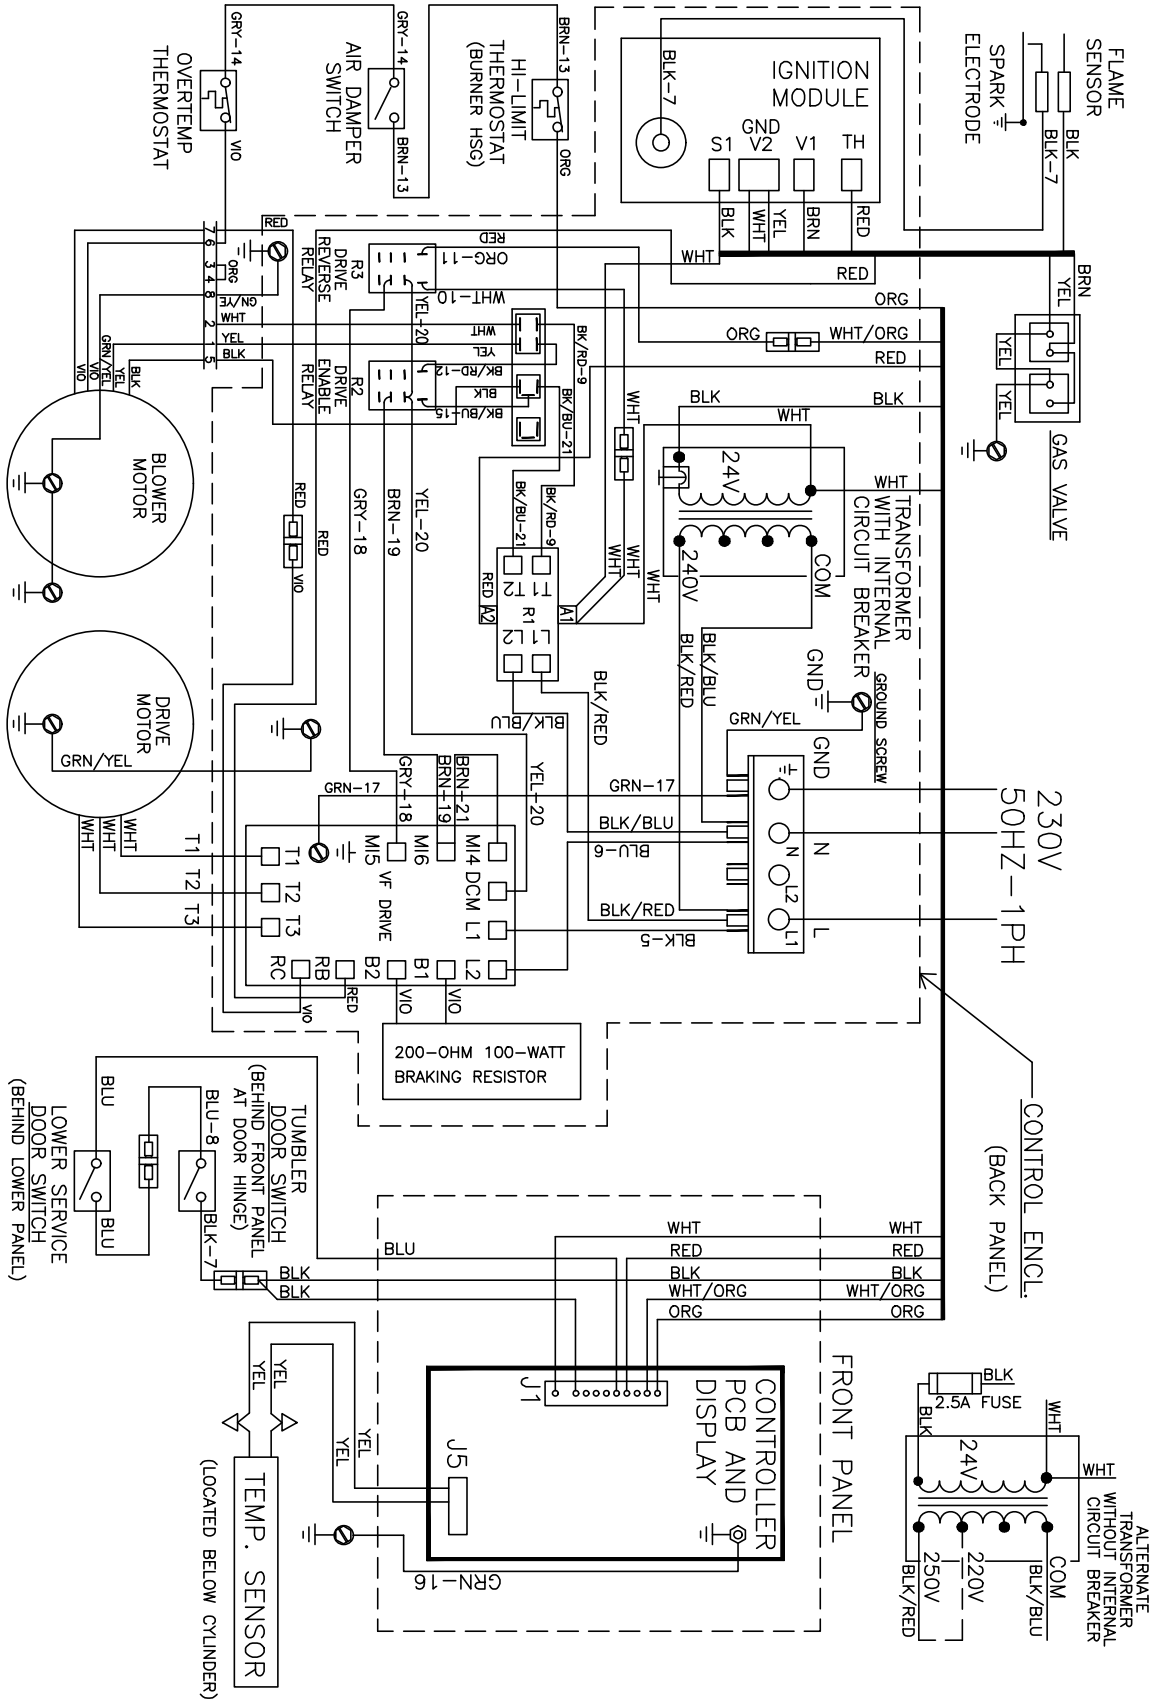 FLAME
SENSOR
SPARK
ELECTRODE
BLK
BLK-7
IGNITION
MODULE
BLK-7
S1
GND
V2
V1
TH
BLK
WHT
YEL
BRN
RED
WHT
RED
BRN
YEL
YEL
YEL
GAS VALVE
BRN-13
HI-LIMIT
THERMOSTAT
(BURNER HSG)
ORG
GRY-14
AIR DAMPER
SWITCH
BRN-13
GRY-14
OVERTEMP
THERMOSTAT
VIO
RED
7
6
3
4
8
2
1
5
ORG
GN/YE
WHT
YEL
BLK
R3
DRIVE
REVERSE
RELAY
RED
ORG-11
WHT-10
YEL-20
WHT
YEL
BK/RD-12
BLK
BK/BU-15
R2
DRIVE
ENABLE
RELAY
BK/RD-9
BK/BU-21
ORG
ORG
WHT/ORG
RED
BLK
BLK
WHT
WHT
WHT
24V
TRANSFORMER
WITH INTERNAL
CIRCUIT BREAKER
240V
COM
BLK/RED
BLK/BLU
VIO
VIO
GRN/YEL
YEL
BLK
BLOWER
MOTOR
RED
RED
VIO
GRY-18
BRN-19
YEL-20
BK/BU-21
BK/RD-9
T2
T1
RED
A2
R1
A1
L2
L1
WHT
WHT
WHT
BLK/BLU
BLK/RED
GND
GROUND SCREW
GRN/YEL
GND
230V
50HZ-1PH
N
L
N
L2
L1
GRN-17
GRN-17
BLK/BLU
BLU-6
BLK/RED
BLK-5
DRIVE
MOTOR
GRN/YEL
WHT
WHT
WHT
T1
T2
T3
GRY-18
BRN-19
BRN-21
YEL-20
T1
T2
T3
MI5
MI6
MI4
DCM
VF DRIVE
L1
L2
B1
B2
RB
RC
VIO
RED
VIO
VIO
200-OHM 100-WATT
BRAKING RESISTOR
CONTROL ENCL.
(BACK PANEL)
BLU
BLU-8
TUMBLER
DOOR SWITCH
(BEHIND FRONT PANEL
AT DOOR HINGE)
LOWER SERVICE
DOOR SWITCH
(BEHIND LOWER PANEL)
BLU
BLK-7
BLU
BLK
BLK
WHT
RED
BLK
WHT/ORG
ORG
WHT
RED
BLK
WHT/ORG
ORG
FRONT PANEL
CONTROLLER
PCB AND
DISPLAY
J1
J5
YEL
YEL
YEL
YEL
TEMP. SENSOR
(LOCATED BELOW CYLINDER)
GRN-16
BLK
2.5A FUSE
BLK
WHT
WHT
24V
ALTERNATE
TRANSFORMER
WITHOUT INTERNAL
CIRCUIT BREAKER
250V
220V
COM
BLK/RED
BLK/BLU